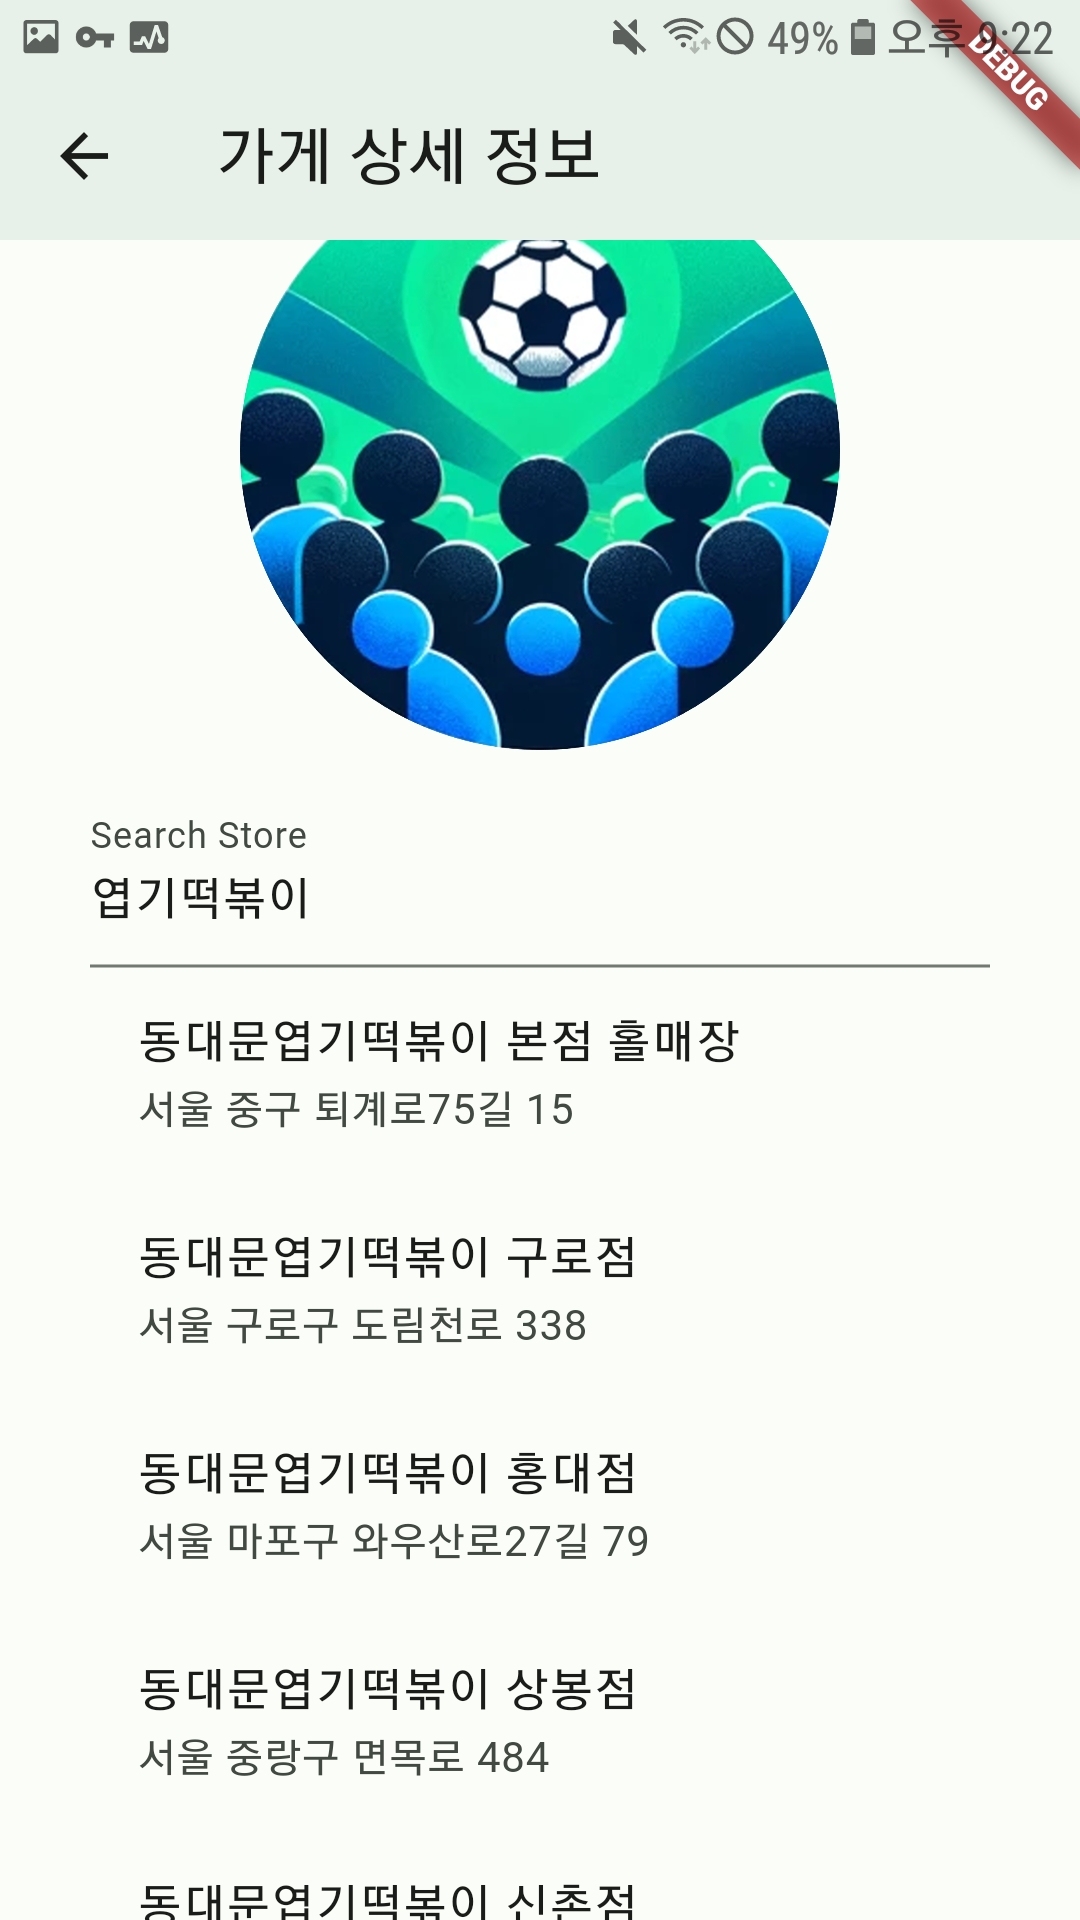 49% 오후 9:22
DEBUG
가게 상세 정보
Search Store
엽기떡볶이
동대문엽기떡볶이 본점 홀매장
서울 중구 퇴계로75길 15
동대문엽기떡볶이 구로점
서울 구로구 도림천로 338
동대문엽기떡볶이 홍대점
서울 마포구 와우산로27길 79
동대문엽기떡볶이 상봉점
서울 중랑구 면목로 484
동대문엽기떡볶이 신촌점